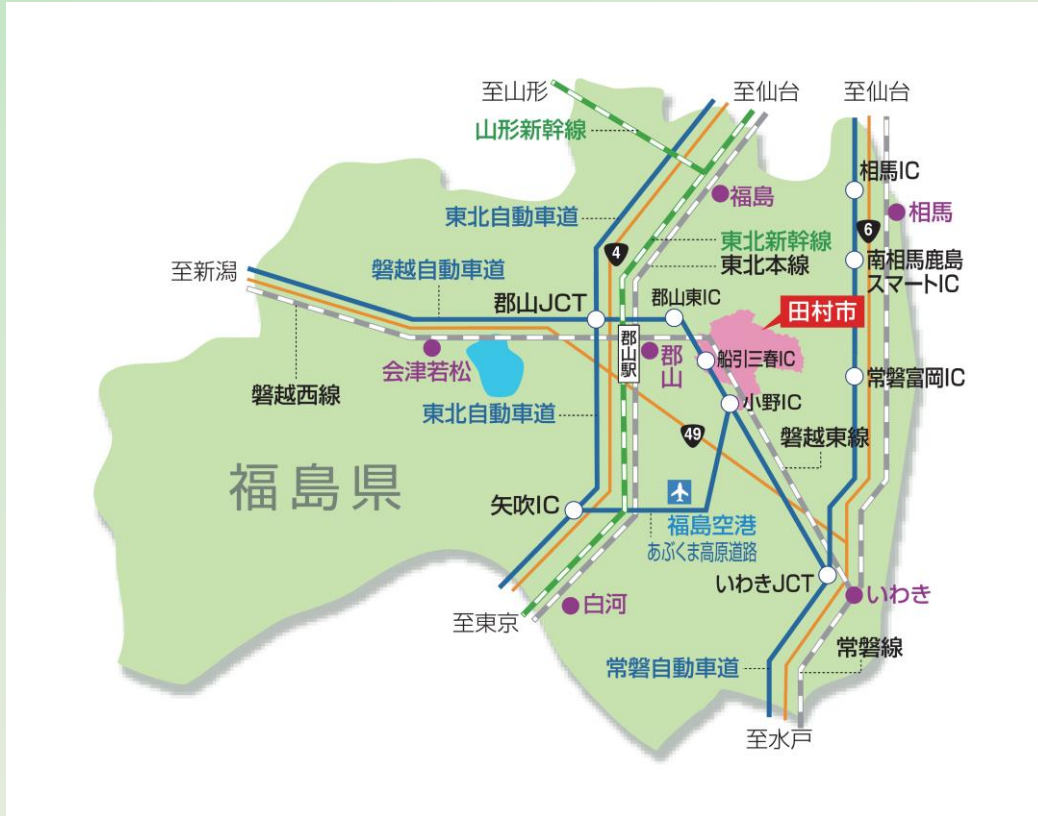 至山形
至仙台
至仙台
山形新幹線
相馬IC
福島
相馬
東北自動車道
6
東北新幹線
4
南相馬鹿島
スマートIC
東北本線
至新潟
磐越自動車道
郡山JCT
郡山東IC
田村市
郡山駅
郡山
船引三春IC
会津若松
常磐富岡IC
磐越西線
小野IC
東北自動車道
49
磐越東線
福島県
矢吹IC
福島空港
あぶくま高原道路
いわきJCT
いわき
白河
至東京
常磐線
常磐自動車道
至水戸